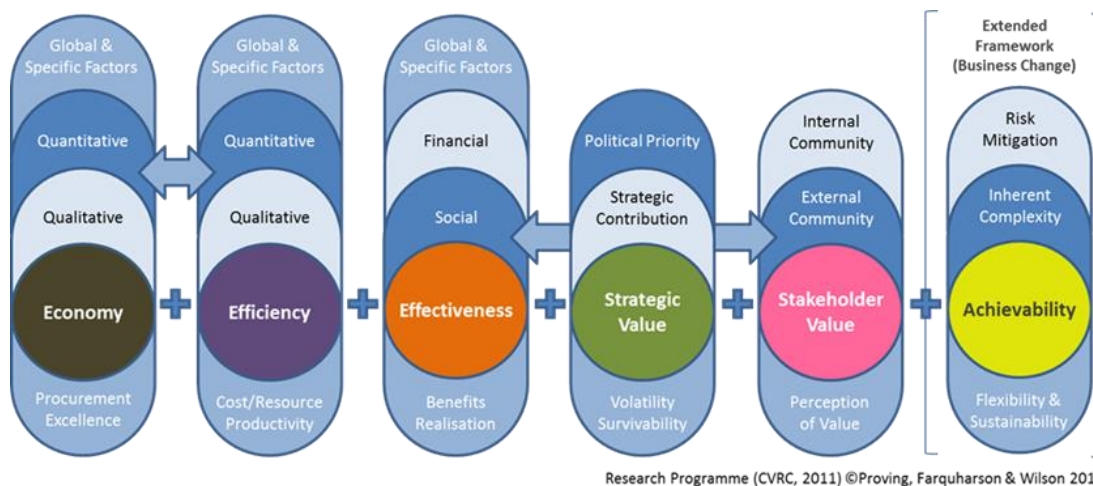 Global &
Specific Factors
Quantitative
Qualitative
Economy
Procurement
Excellence
Global &
Specific Factors
Quantitative
Qualitative
Efficiency
Cost/Resource
Productivity
Global &
Specific Factors
Financial
Social
Effectiveness
Benefits
Realisation
Political Priority
Strategic
Contribution
Strategic
Value
Volatility
Survivability
Internal
Community
External
Community
Stakeholder
Value
Perception
of Value
Extended
Framework
(Business Change)
Risk
Mitigation
Inherent
Complexity
Achievability
Flexibility &
Sustainability
Research Programme (CVRC, 2011) ©Proving, Farquharson & Wilson 201